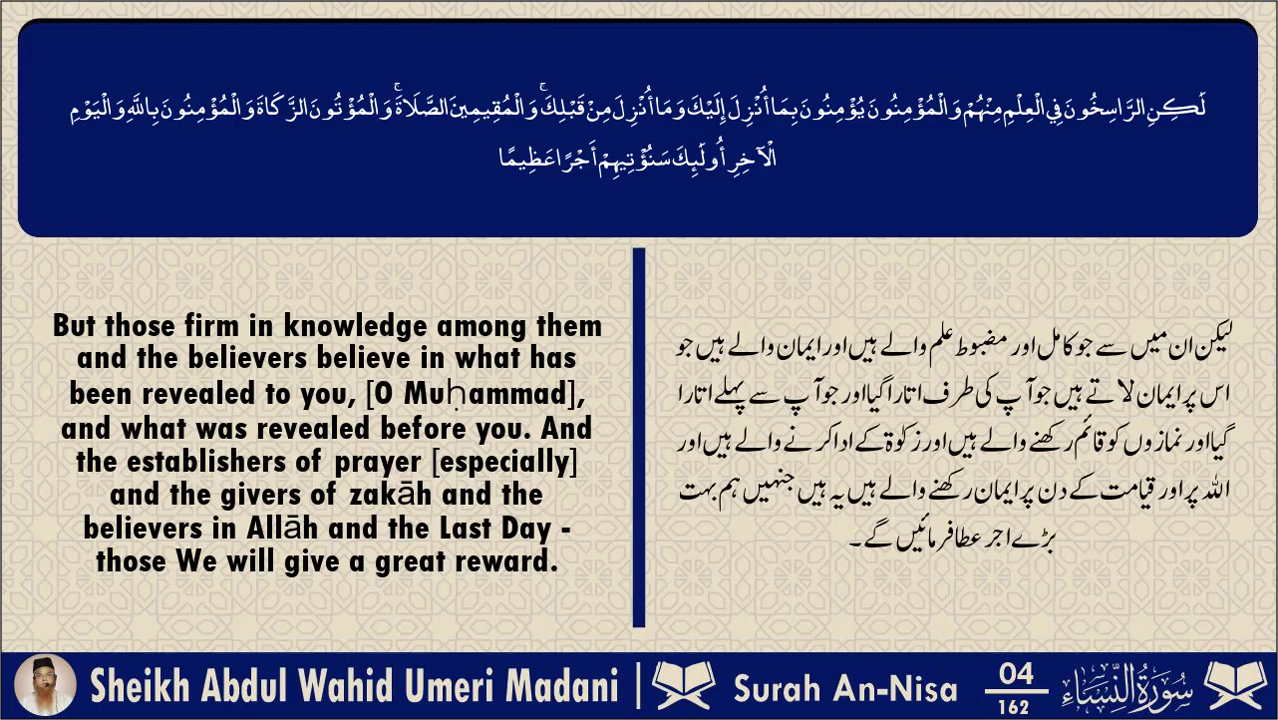 لَٰكِنِ الرَّاسِخُونَ فِي الْعِلْمِ مِنْهُمْ وَالْمُؤْمِنُونَ يُؤْمِنُونَ بِمَا أُنْزِلَ إِلَيْكَ وَمَا أُنْزِلَ مِنْ قَبْلِكَ ۚ وَالْمُقِيمِينَ الصَّلَاةَ ۚ وَالْمُؤْتُونَ الزَّكَاةَ وَالْمُؤْمِنُونَ بِاللَّهِ وَالْيَوْمِ
الْآخِرِ أُولَٰئِكَ سَنُؤْتِيهِمْ أَجْرًا عَظِيمًا
But those firm in knowledge among them
and the believers believe in what has
been revealed to you, [O Muḥammad],
and what was revealed before you. And
the establishers of prayer [especially]
and the givers of zakāh and the
believers in Allāh and the Last Day -
those We will give a great reward.
لیکن ان میں سے جو کامل اور مضبوط علم والے ہیں اور ایمان والے ہیں جو
اس پر ایمان لاتے ہیں جو آپ کی طرف اتارا گیا اور جو آپ سے پہلے اتارا
گیا اور نمازوں کو قائم رکھنے والے ہیں اور زکوٰة کے ادا کرنے والے ہیں اور
اللہ پر اور قیامت کے دن پر ایمان رکھنے والے ہیں یہ ہیں جنہیں ہم بہت
بڑے اجر عطا فرمائیں گے۔
Sheikh Abdul Wahid Umeri Madani |
Surah An-Nisa
04
162
سُورَةُ النِّسَاء